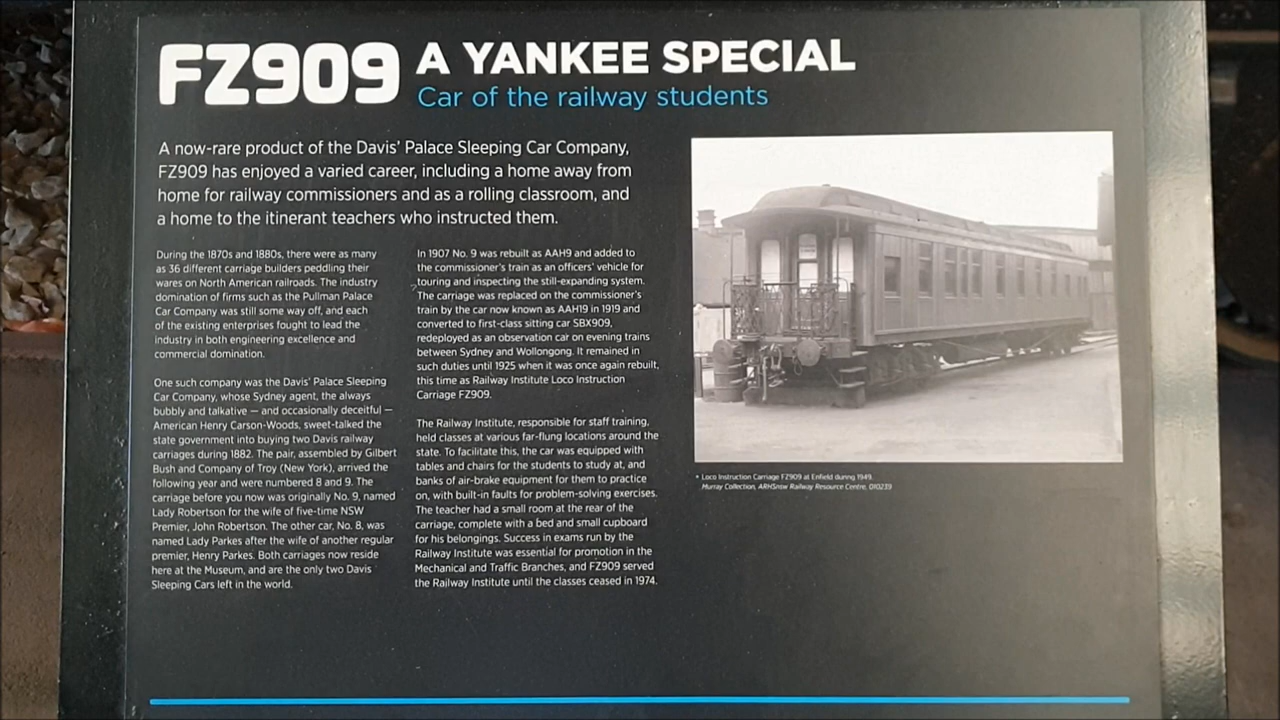 FZ909 A YANKEE SPECIAL
Car of the railway students
A now-rare product of the Davis' Palace Sleeping Car Company,
FZ909 has enjoyed a varied career, including a home away from
home for railway commissioners and as a rolling classroom, and
a home to the itinerant teachers who instructed them.
During the 1870s and 1880s, there were as many
as 36 different carriage builders peddling their
wares on North American railroads. The industry
domination of firms such as the Pullman Palace
Car Company was still some way off, and each
of the existing enterprises fought to lead the
industry in both engineering excellence and
commercial domination.
One such company was the Davis' Palace Sleeping
Car Company, whose Sydney agent, the always
bubbly and talkative — and occasionally deceitful —
American Henry Carson-Woods, sweet-talked the
state government into buying two Davis railway
carriages during 1882. The pair, assembled by Gilbert
Bush and Company of Troy (New York), arrived the
following year and were numbered 8 and 9. The
carriage before you now was originally No. 9, named
Lady Robertson for the wife of five-time NSW
Premier, John Robertson. The other car, No. 8, was
named Lady Parkes after the wife of another regular
premier, Henry Parkes. Both carriages now reside
here at the Museum, and are the only two Davis
Sleeping Cars left in the world.
In 1907 No. 9 was rebuilt as AAH9 and added to
the commissioner's train as an officers' vehicle for
touring and inspecting the still-expanding system.
The carriage was replaced on the commissioner's
train by the car now known as AAH19 in 1919 and
converted to first-class sitting car SBX909,
redeployed as an observation car on evening trains
between Sydney and Wollongong. It remained in
such duties until 1925 when it was once again rebuilt,
this time as Railway Institute Loco Instruction
Carriage FZ909.
The Railway Institute, responsible for staff training,
held classes at various far-flung locations around the
state. To facilitate this, the car was equipped with
tables and chairs for the students to study at, and
banks of air-brake equipment for them to practice
on, with built-in faults for problem-solving exercises.
The teacher had a small room at the rear of the
carriage, complete with a bed and small cupboard
for his belongings. Success in exams run by the
Railway Institute was essential for promotion in the
Mechanical and Traffic Branches, and FZ909 served
the Railway Institute until the classes ceased in 1974.
Loco Instruction Carriage FZ909 at Enfield during 1949.
Murray Collection, ARHSnsw Railway Resource Centre, 010239